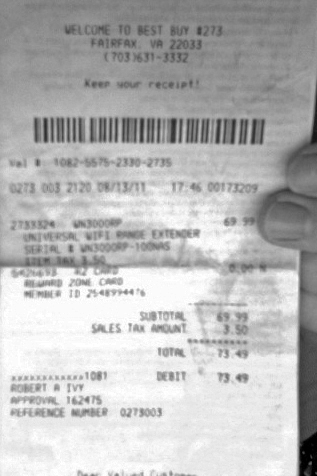 WELCOME TO BEST BUY #273
FAIRFAX, VA 22033
(703)631-3332
Keep your receipt!
Val #: 1082-5575-2330-2735
0273 003 2120 08/13/11 17:46 00173209
2733324 WN3000RP 69.99
UNIVERSAL WIFI RANGE EXTENDER
SERIAL # WN3000RP-100NAS
ITEM TAX 3.50
6426693 RZ CARD 0.00 N
REWARD ZONE CARD
MEMBER ID 2548994476
SUBTOTAL 69.99
SALES TAX AMOUNT 3.50
TOTAL 73.49
xxxxxxxxxxxx1081 DEBIT 73.49
ROBERT A IVY
APPROVAL 162475
REFERENCE NUMBER 0273003
Dear Valued Customer